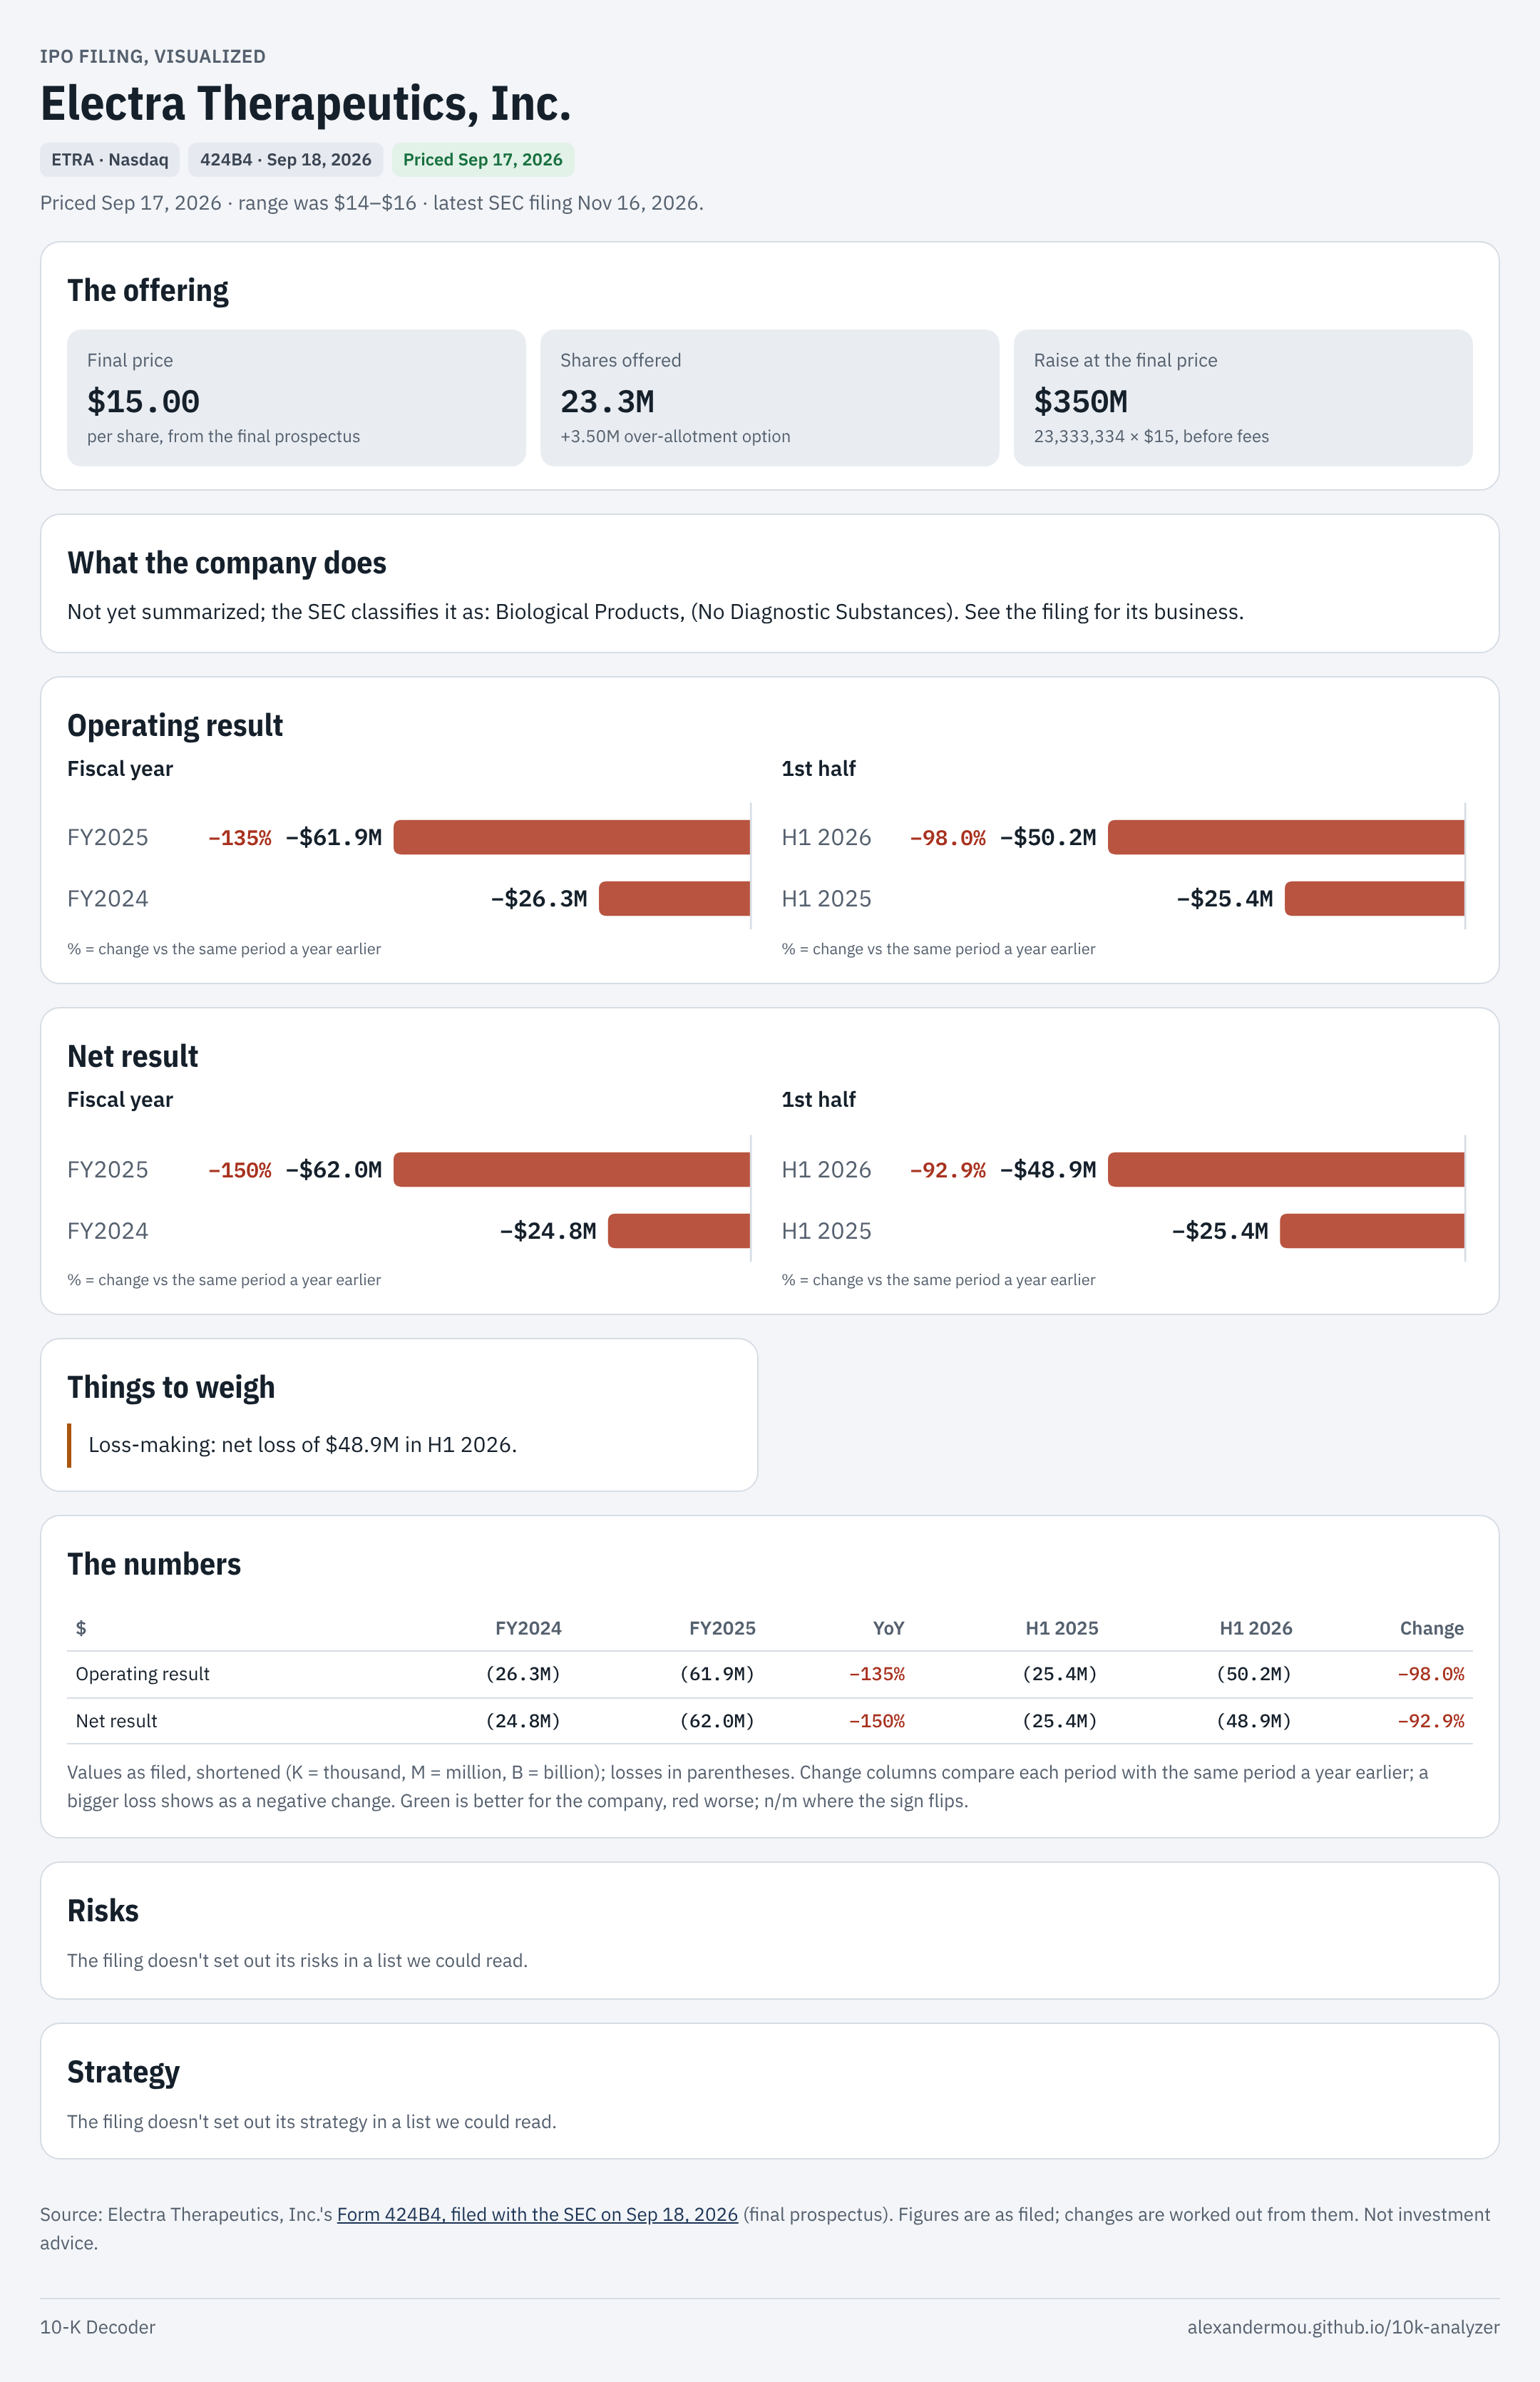 IPO FILING, VISUALIZED
Electra Therapeutics, Inc.
ETRA · Nasdaq 424B4 · Sep 18, 2026 Priced Sep 17, 2026
Priced Sep 17, 2026 · range was $14–$16 · latest SEC filing Nov 16, 2026.
The offering
Final price
$15.00
per share, from the final prospectus
Shares offered
23.3M
+3.50M over-allotment option
Raise at the final price
$350M
23,333,334 × $15, before fees
What the company does
Not yet summarized; the SEC classifies it as: Biological Products, (No Diagnostic Substances). See the filing for its business.
Operating result
Fiscal year
FY2025 −135% −$61.9M
FY2024 −$26.3M
% = change vs the same period a year earlier
1st half
H1 2026 −98.0% −$50.2M
H1 2025 −$25.4M
% = change vs the same period a year earlier
Net result
Fiscal year
FY2025 −150% −$62.0M
FY2024 −$24.8M
% = change vs the same period a year earlier
1st half
H1 2026 −92.9% −$48.9M
H1 2025 −$25.4M
% = change vs the same period a year earlier
Things to weigh
Loss-making: net loss of $48.9M in H1 2026.
The numbers
$ FY2024 FY2025 YoY H1 2025 H1 2026 Change
Operating result (26.3M) (61.9M) −135% (25.4M) (50.2M) −98.0%
Net result (24.8M) (62.0M) −150% (25.4M) (48.9M) −92.9%
Values as filed, shortened (K = thousand, M = million, B = billion); losses in parentheses. Change columns compare each period with the same period a year earlier; a
bigger loss shows as a negative change. Green is better for the company, red worse; n/m where the sign flips.
Risks
The filing doesn't set out its risks in a list we could read.
Strategy
The filing doesn't set out its strategy in a list we could read.
Source: Electra Therapeutics, Inc.'s Form 424B4, filed with the SEC on Sep 18, 2026 (final prospectus). Figures are as filed; changes are worked out from them. Not investment
advice.
10-K Decoder
alexandermou.github.io/10k-analyzer